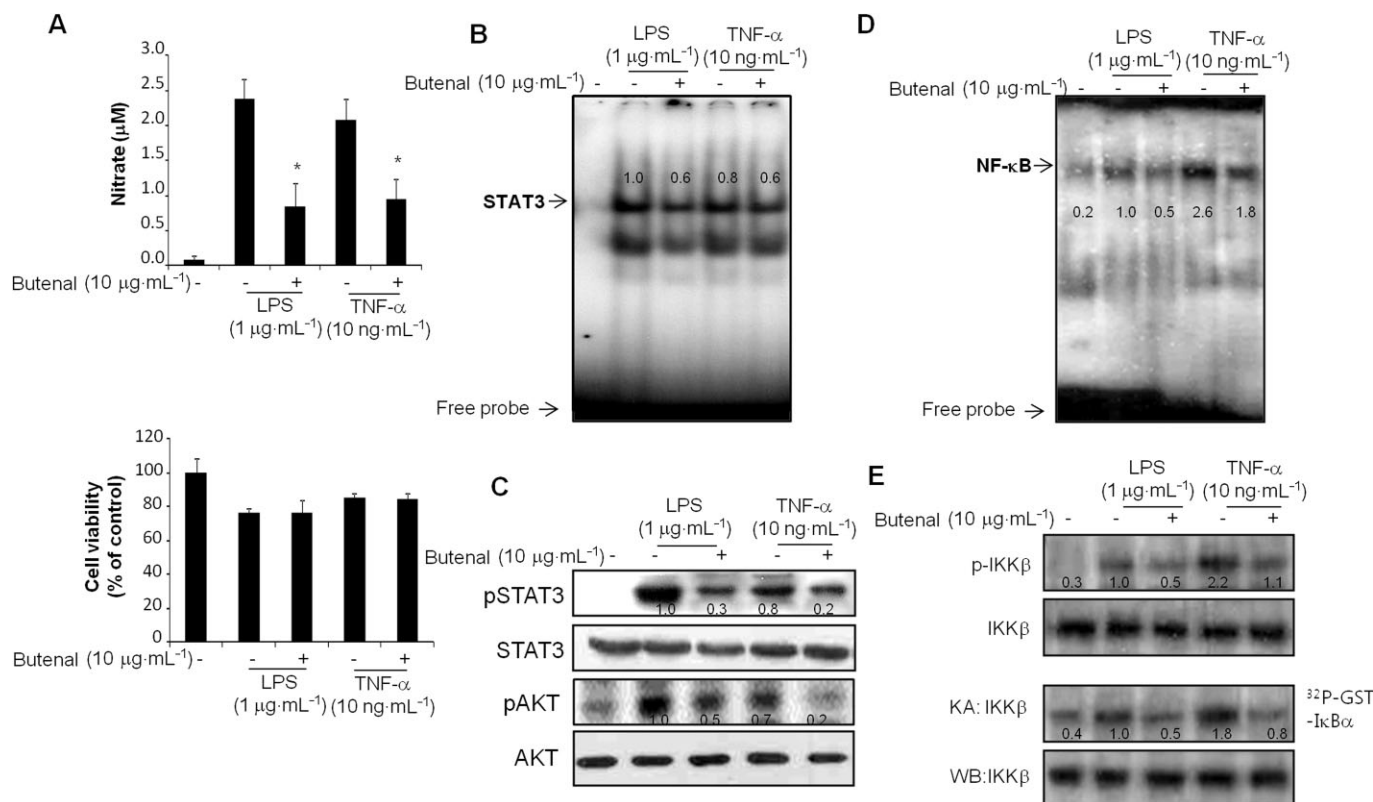 A
Nitrate (μM)
3.0
2.5
2.0
1.5
1.0
0.5
0.0
*
*
Butenal (10 μg·mL⁻¹) - - + - +
LPS
(1 μg·mL⁻¹)
TNF-α
(10 ng·mL⁻¹)
Cell viability
(% of control)
120
100
80
60
40
20
0
Butenal (10 μg·mL⁻¹) - - + - +
LPS
(1 μg·mL⁻¹)
TNF-α
(10 ng·mL⁻¹)
B
LPS
(1 μg·mL⁻¹)
TNF-α
(10 ng·mL⁻¹)
Butenal (10 μg·mL⁻¹) - - + - +
1.0 0.6 0.8 0.6
STAT3
Free probe
C
LPS
(1 μg·mL⁻¹)
TNF-α
(10 ng·mL⁻¹)
Butenal (10 μg·mL⁻¹) - - + - +
pSTAT3
1.0 0.3 0.8 0.2
STAT3
pAKT
1.0 0.5 0.7 0.2
AKT
D
LPS
(1 μg·mL⁻¹)
TNF-α
(10 ng·mL⁻¹)
Butenal (10 μg·mL⁻¹) - - + - +
NF-κB
0.2 1.0 0.5 2.6 1.8
Free probe
E
LPS
(1 μg·mL⁻¹)
TNF-α
(10 ng·mL⁻¹)
Butenal (10 μg·mL⁻¹) - - + - +
p-IKKβ
0.3 1.0 0.5 2.2 1.1
IKKβ
KA: IKKβ
0.4 1.0 0.5 1.8 0.8
³²P-GST
-IκBα
WB:IKKβ